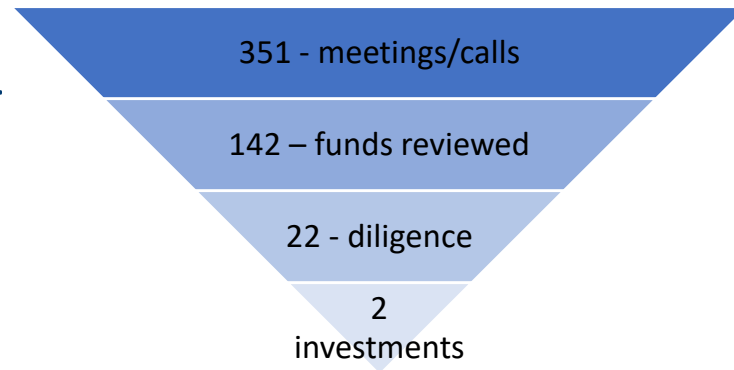 351 - meetings/calls
142 – funds reviewed
22 - diligence
2
investments